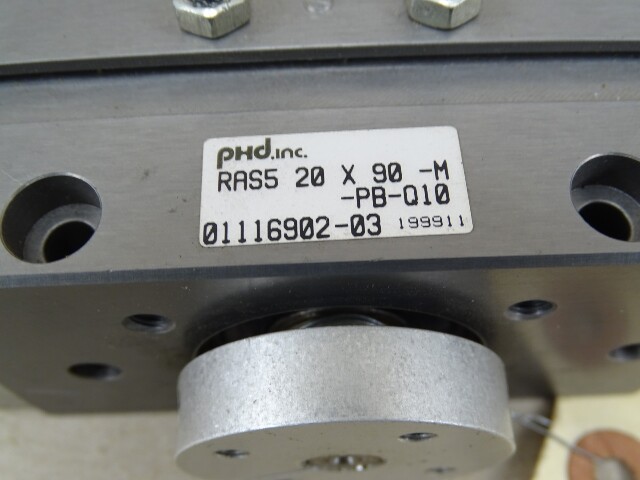 PHD, INC.
RAS5 20 X 90 -M
-PB-Q10
01116902-03 199911